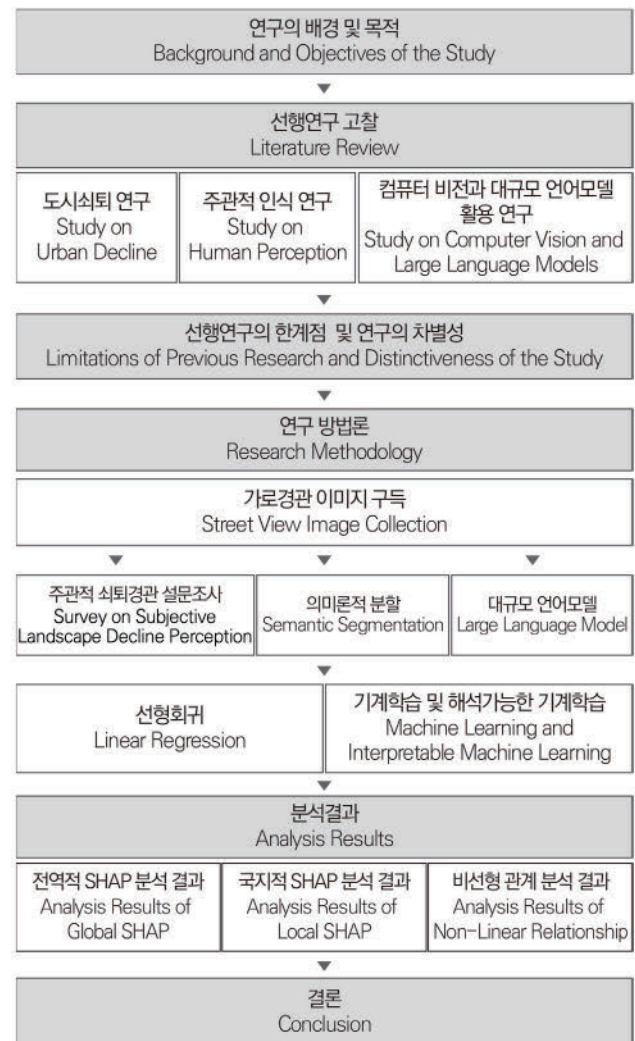 연구의 배경 및 목적
Background and Objectives of the Study
선행연구 고찰
Literature Review
도시쇠퇴 연구
Study on
Urban Decline
주관적 인식 연구
Study on
Human Perception
컴퓨터 비전과 대규모 언어모델
활용 연구
Study on Computer Vision and
Large Language Models
선행연구의 한계점 및 연구의 차별성
Limitations of Previous Research and Distinctiveness of the Study
연구 방법론
Research Methodology
가로경관 이미지 구득
Street View Image Collection
주관적 쇠퇴경관 설문조사
Survey on Subjective
Landscape Decline Perception
의미론적 분할
Semantic Segmentation
대규모 언어모델
Large Language Model
선형회귀
Linear Regression
기계학습 및 해석가능한 기계학습
Machine Learning and
Interpretable Machine Learning
분석결과
Analysis Results
전역적 SHAP 분석 결과
Analysis Results of
Global SHAP
국지적 SHAP 분석 결과
Analysis Results of
Local SHAP
비선형 관계 분석 결과
Analysis Results of
Non-Linear Relationship
결론
Conclusion